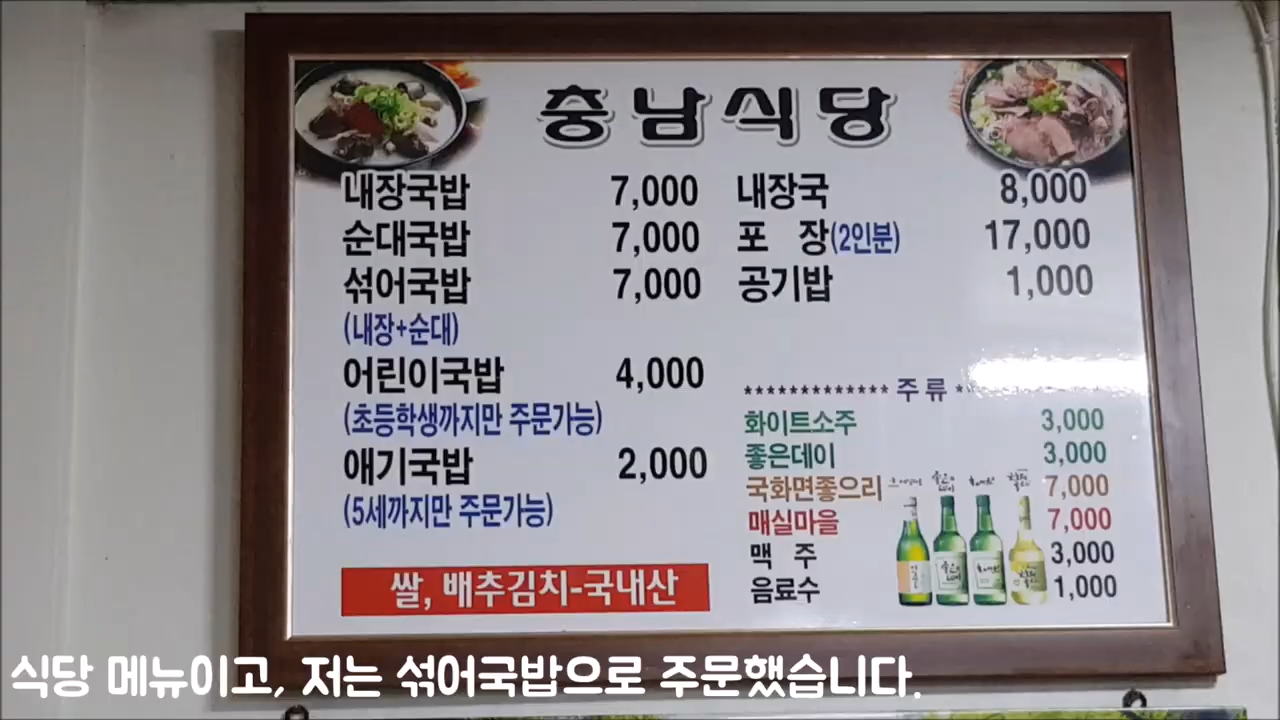 충남식당
내장국밥 7,000
순대국밥 7,000
섞어국밥 7,000
(내장+순대)
어린이국밥 4,000
(초등학생까지만 주문가능)
애기국밥 2,000
(5세까지만 주문가능)
쌀, 배추김치-국내산
내장국 8,000
포 장(2인분) 17,000
공기밥 1,000
************* 주 류 *
화이트소주 3,000
좋은데이 3,000
국화면좋으리 7,000
매실마을 7,000
맥 주 3,000
음료수 1,000
식당 메뉴이고, 저는 섞어국밥으로 주문했습니다.